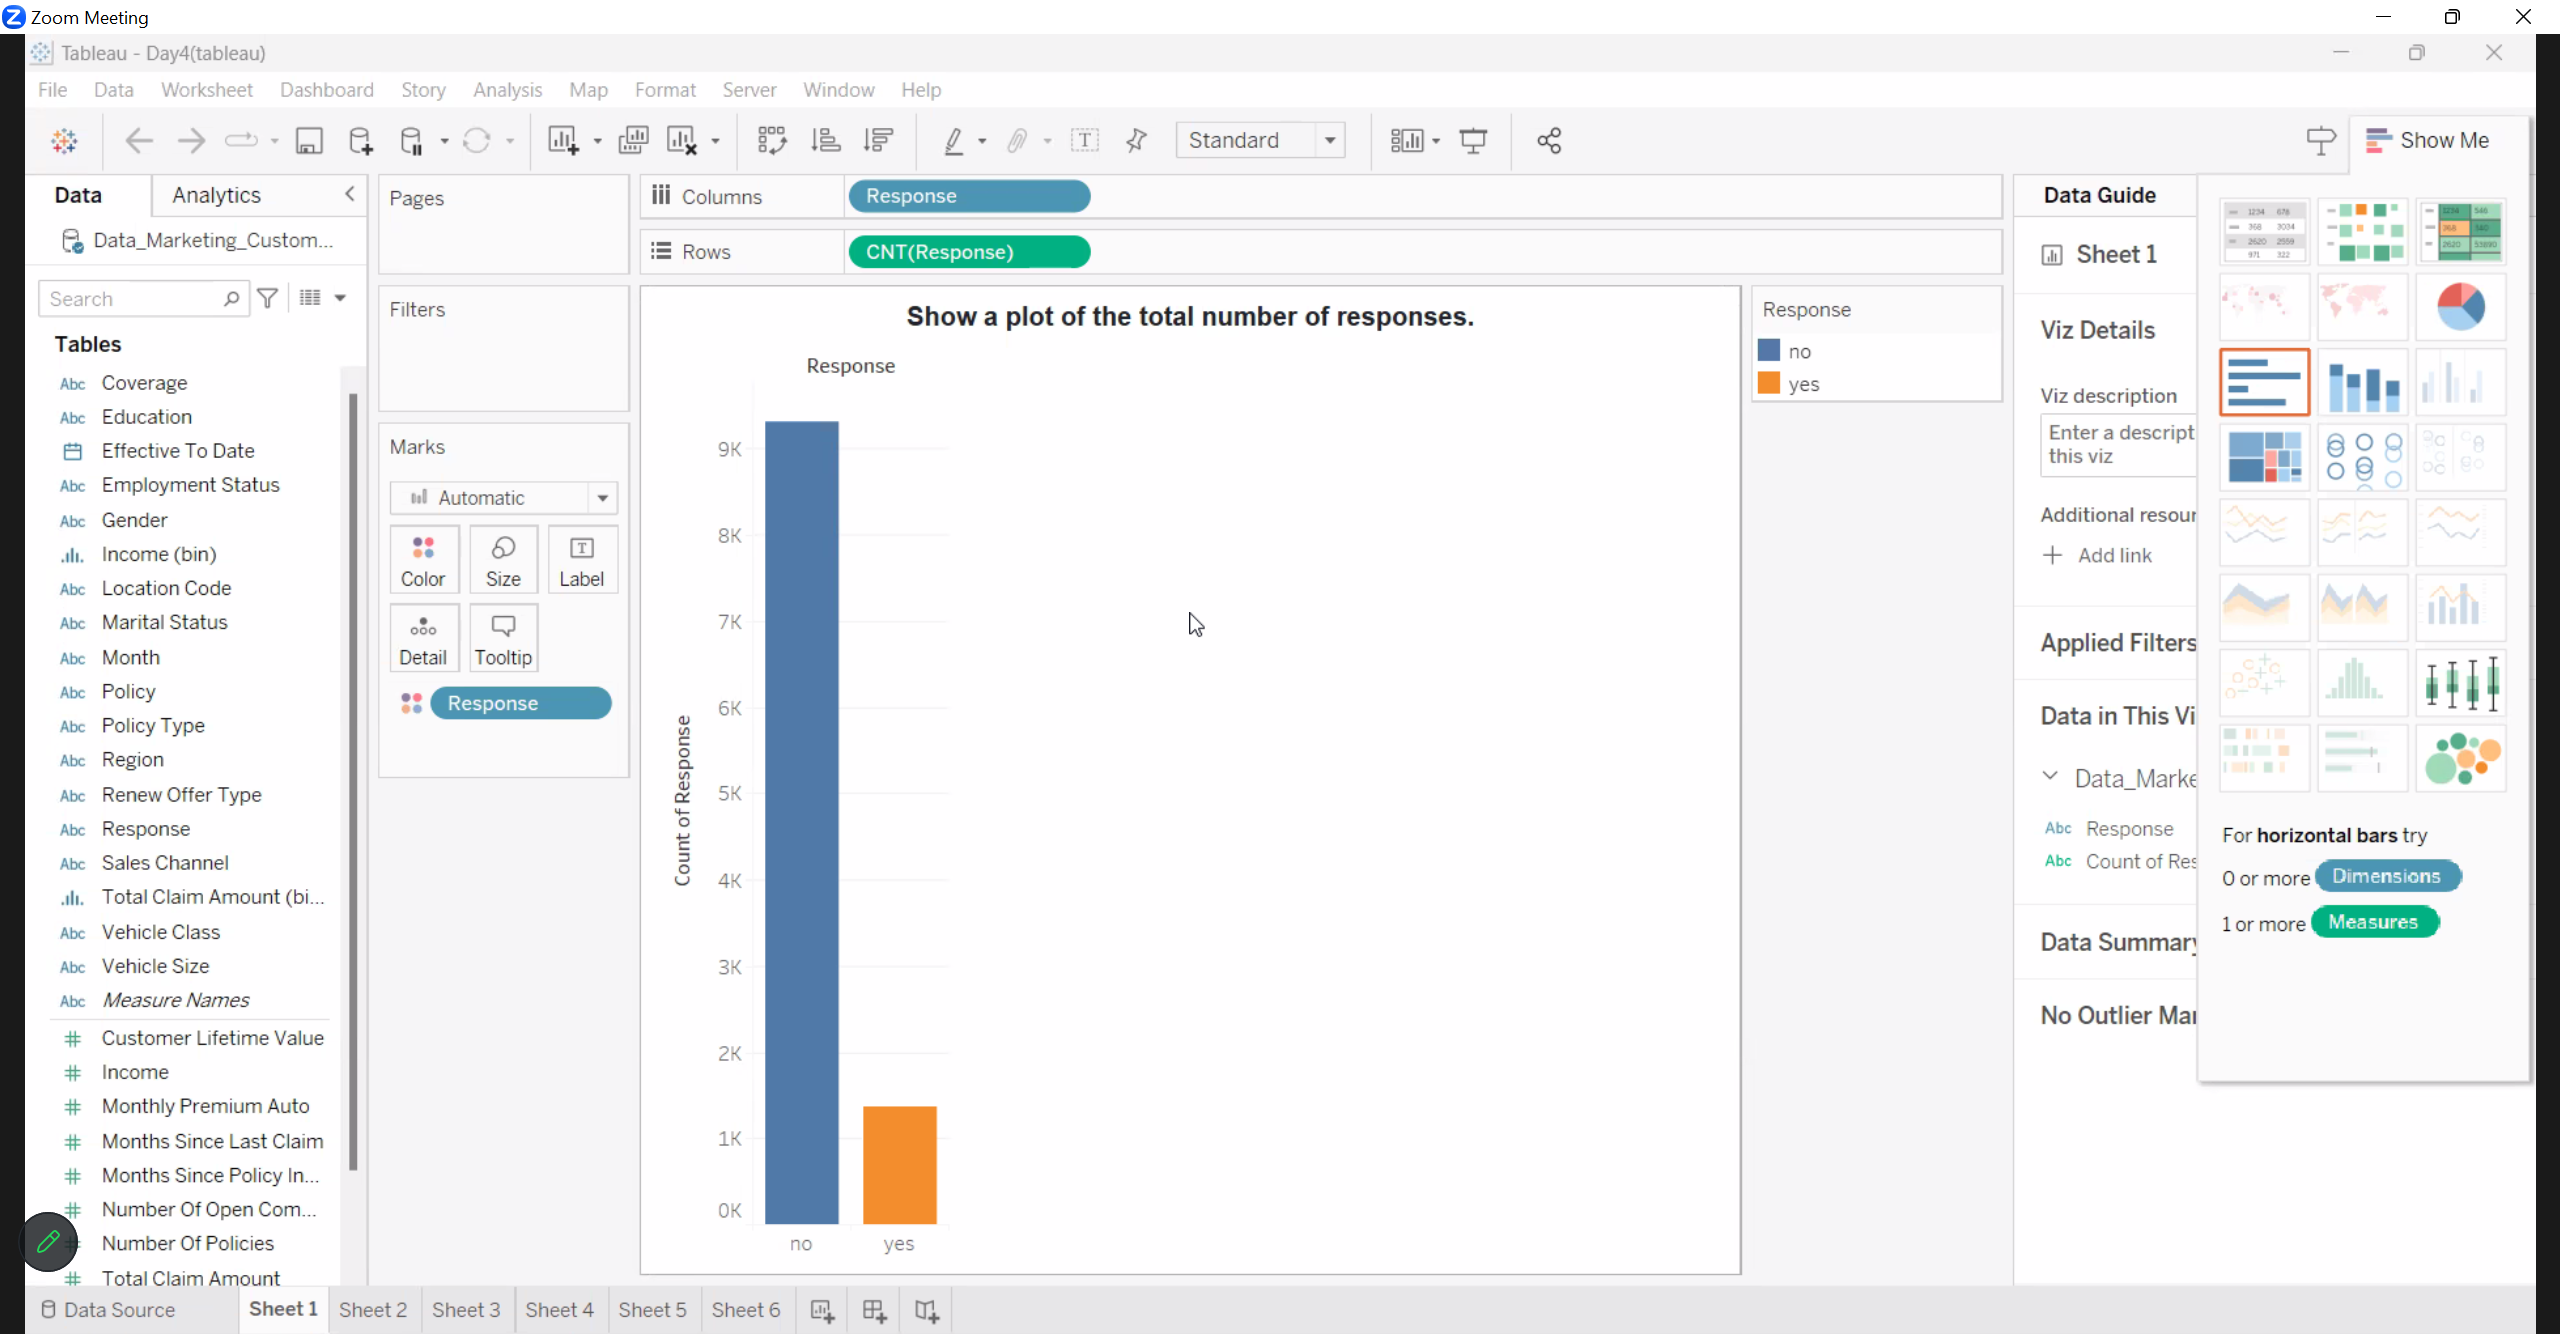 Zoom Meeting
Tableau - Day4(tableau)
File Data Worksheet Dashboard Story Analysis Map Format Server Window Help
Standard
Show Me
Data Analytics
Data_Marketing_Custom...
Search
Tables
Abc Coverage
Abc Education
Effective To Date
Abc Employment Status
Abc Gender
Income (bin)
Abc Location Code
Abc Marital Status
Abc Month
Abc Policy
Abc Policy Type
Abc Region
Abc Renew Offer Type
Abc Response
Abc Sales Channel
Total Claim Amount (bi...
Abc Vehicle Class
Abc Vehicle Size
Abc Measure Names
# Customer Lifetime Value
# Income
# Monthly Premium Auto
# Months Since Last Claim
# Months Since Policy In...
# Number Of Open Com...
# Number Of Policies
# Total Claim Amount
Pages
Filters
Marks
Automatic
Color Size Label
Detail Tooltip
Response
Columns Response
Rows CNT(Response)
Show a plot of the total number of responses.
Response
9K
8K
7K
6K
5K
4K
3K
2K
1K
0K
Count of Response
no yes
Response
no
yes
Data Guide
Sheet 1
Viz Details
Viz description
Enter a descript
this viz
Additional resour
Add link
Applied Filters
Data in This Vi
Data_Marke
Abc Response
Abc Count of Res
Data Summary
No Outlier Mar
For horizontal bars try
0 or more Dimensions
1 or more Measures
Data Source Sheet 1 Sheet 2 Sheet 3 Sheet 4 Sheet 5 Sheet 6